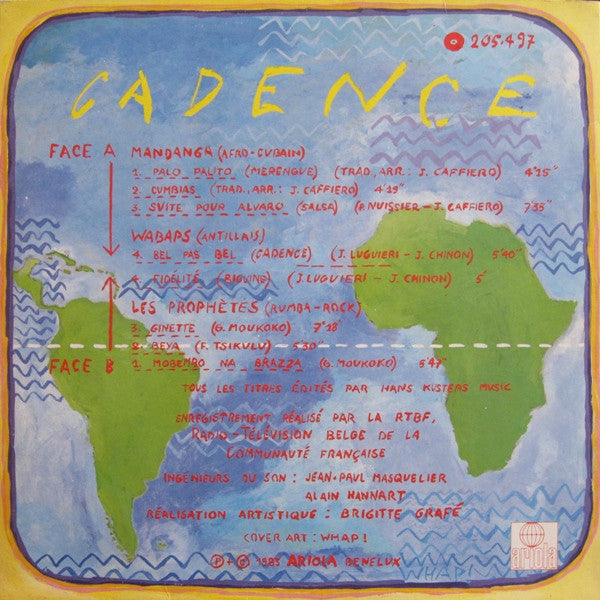 205.497
CADENCE
FACE A MANDANGA (AFRO-CUBAIN)
1. PALO PALITO (MERENGUE) (TRAD., ARR.: J. CAFFIERO) 4'15"
2. CUMBIAS (TRAD., ARR.: J. CAFFIERO) 4'29"
3. SUITE POUR ALVARO (SALSA) (P. NUISSIER - J. CAFFIERO) 7'35"
WABAPS (ANTILLAIS)
4. BEL PAS BEL (CADENCE) (J. LUGUIERI - J. CHINON) 5'40"
4. FIDÉLITÉ (BIGUINE) (J. LUGUIERI - J. CHINON) 5'
LES PROPHÈTES (RUMBA-ROCK)
3. GINETTE (G. MOUKOKO) 7'28"
2. BEYA (F. TSIKULU) 5'30"
FACE B 1. MOBEMBO NA BRAZZA (G. MOUKOKO) 5'47"
TOUS LES TITRES ÉDITÉS PAR HANS KUSTERS MUSIC
ENREGISTREMENT RÉALISÉ PAR LA RTBF,
RADIO-TÉLÉVISION BELGE DE LA
COMMUNAUTÉ FRANÇAISE
INGÉNIEURS DU SON : JEAN-PAUL MASQUELIER
ALAIN HANNART
RÉALISATION ARTISTIQUE : BRIGITTE GRAFÉ
COVER ART : WHAP !
Ⓟ + © 1983 ARIOLA BENELUX
WHAP!
ariola